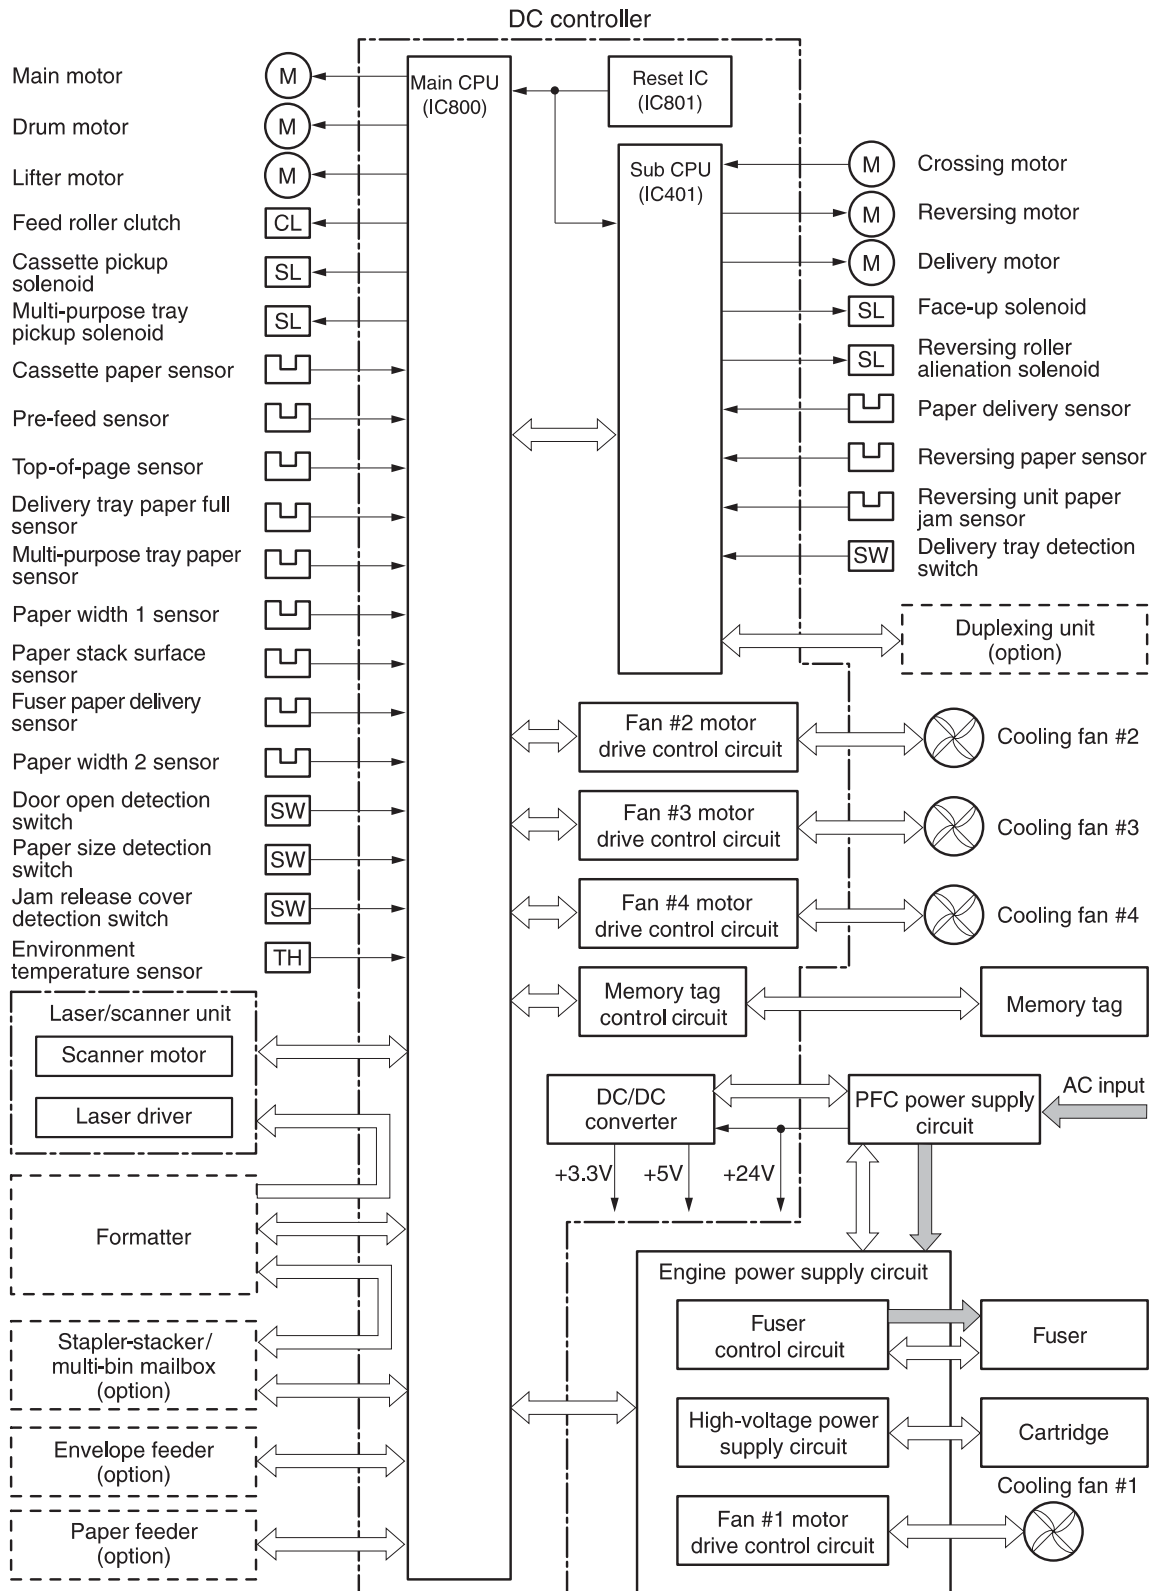 DC controller
Main motor
M
Drum motor
M
Lifter motor
M
Feed roller clutch
CL
Cassette pickup
solenoid
SL
Multi-purpose tray
pickup solenoid
SL
Cassette paper sensor
Pre-feed sensor
Top-of-page sensor
Delivery tray paper full
sensor
Multi-purpose tray paper
sensor
Paper width 1 sensor
Paper stack surface
sensor
Fuser paper delivery
sensor
Paper width 2 sensor
Door open detection
switch
SW
Paper size detection
switch
SW
Jam release cover
detection switch
SW
Environment
temperature sensor
TH
Laser/scanner unit
Scanner motor
Laser driver
Formatter
Stapler-stacker/
multi-bin mailbox
(option)
Envelope feeder
(option)
Paper feeder
(option)
Main CPU
(IC800)
Reset IC
(IC801)
Sub CPU
(IC401)
M
Crossing motor
M
Reversing motor
M
Delivery motor
SL
Face-up solenoid
SL
Reversing roller
alienation solenoid
Paper delivery sensor
Reversing paper sensor
Reversing unit paper
jam sensor
SW
Delivery tray detection
switch
Duplexing unit
(option)
Fan #2 motor
drive control circuit
Cooling fan #2
Fan #3 motor
drive control circuit
Cooling fan #3
Fan #4 motor
drive control circuit
Cooling fan #4
Memory tag
control circuit
Memory tag
DC/DC
converter
PFC power supply
circuit
AC input
+3.3V
+5V
+24V
Engine power supply circuit
Fuser
control circuit
Fuser
High-voltage power
supply circuit
Cartridge
Cooling fan #1
Fan #1 motor
drive control circuit